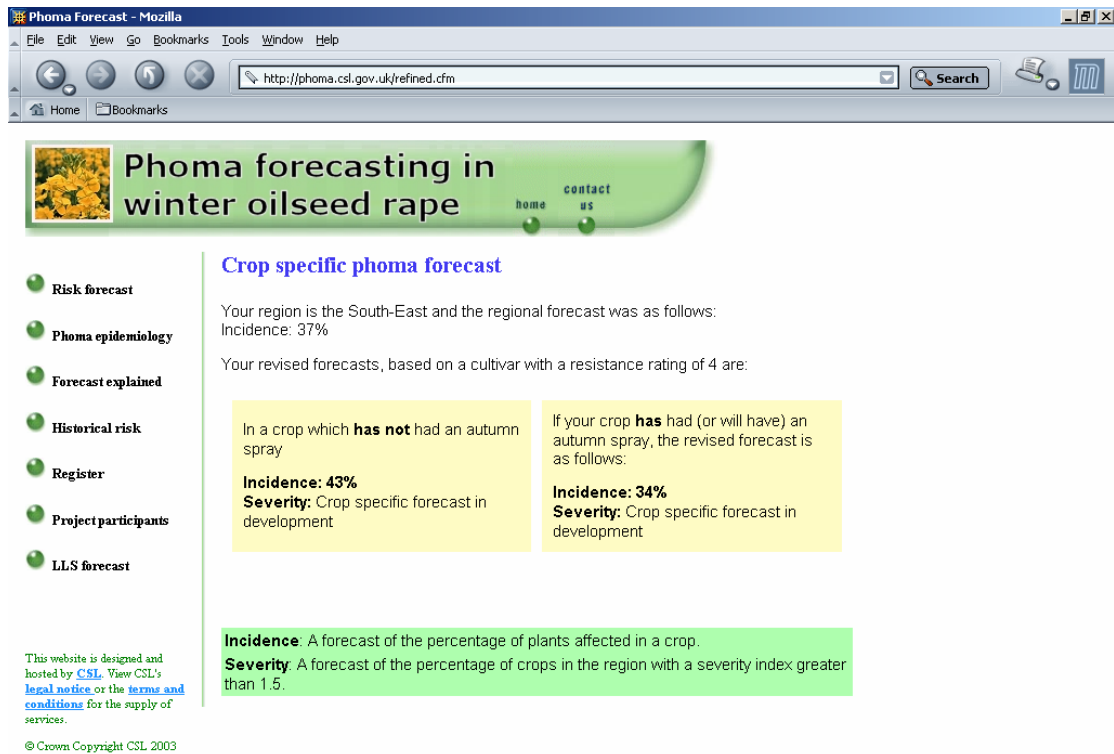 Phoma Forecast - Mozilla
File Edit View Go Bookmarks Tools Window Help
http://phoma.csl.gov.uk/refined.cfm
Search
Home Bookmarks
Phoma forecasting in
winter oilseed rape
home
contact
us
Risk forecast
Phoma epidemiology
Forecast explained
Historical risk
Register
Project participants
LLS forecast
This website is designed and
hosted by CSL. View CSL's
legal notice or the terms and
conditions for the supply of
services.
© Crown Copyright CSL 2003
Crop specific phoma forecast
Your region is the South-East and the regional forecast was as follows:
Incidence: 37%
Your revised forecasts, based on a cultivar with a resistance rating of 4 are:
In a crop which has not had an autumn
spray
Incidence: 43%
Severity: Crop specific forecast in
development
If your crop has had (or will have) an
autumn spray, the revised forecast is
as follows:
Incidence: 34%
Severity: Crop specific forecast in
development
Incidence: A forecast of the percentage of plants affected in a crop.
Severity: A forecast of the percentage of crops in the region with a severity index greater
than 1.5.